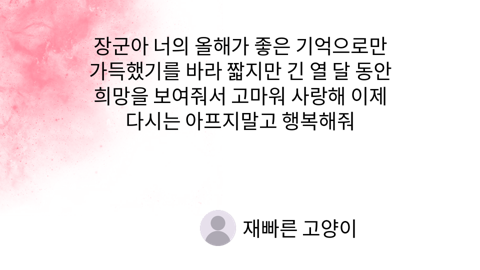 장군아 너의 올해가 좋은 기억으로만
가득했기를 바라 짧지만 긴 열 달 동안
희망을 보여줘서 고마워 사랑해 이제
다시는 아프지말고 행복해줘
재빠른 고양이